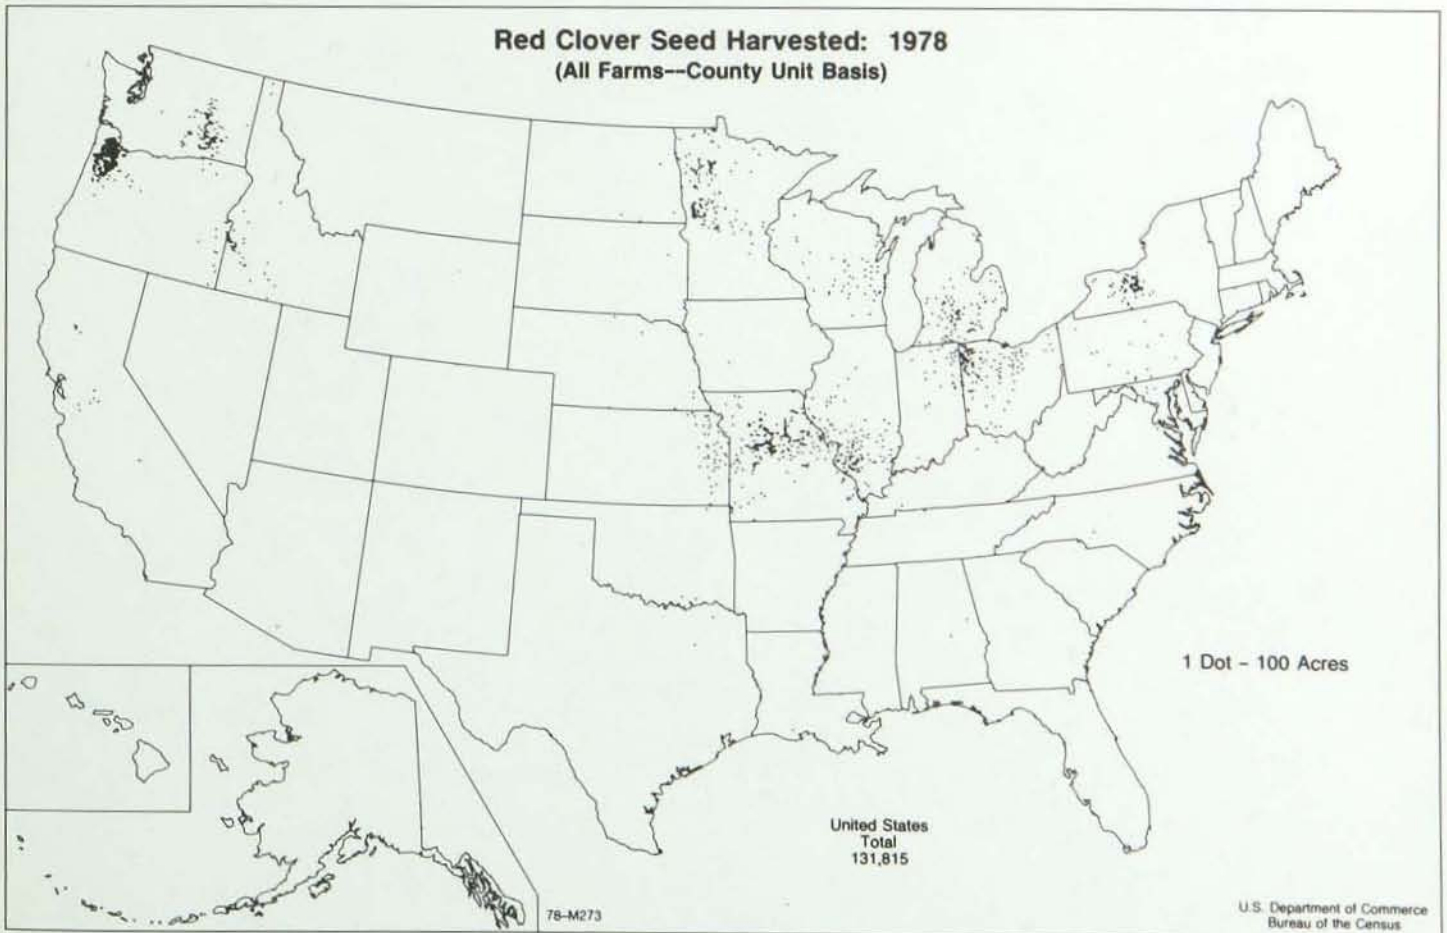 Red Clover Seed Harvested: 1978
(All Farms--County Unit Basis)
1 Dot - 100 Acres
United States
Total
131,815
78-M273
U.S. Department of Commerce
Bureau of the Census